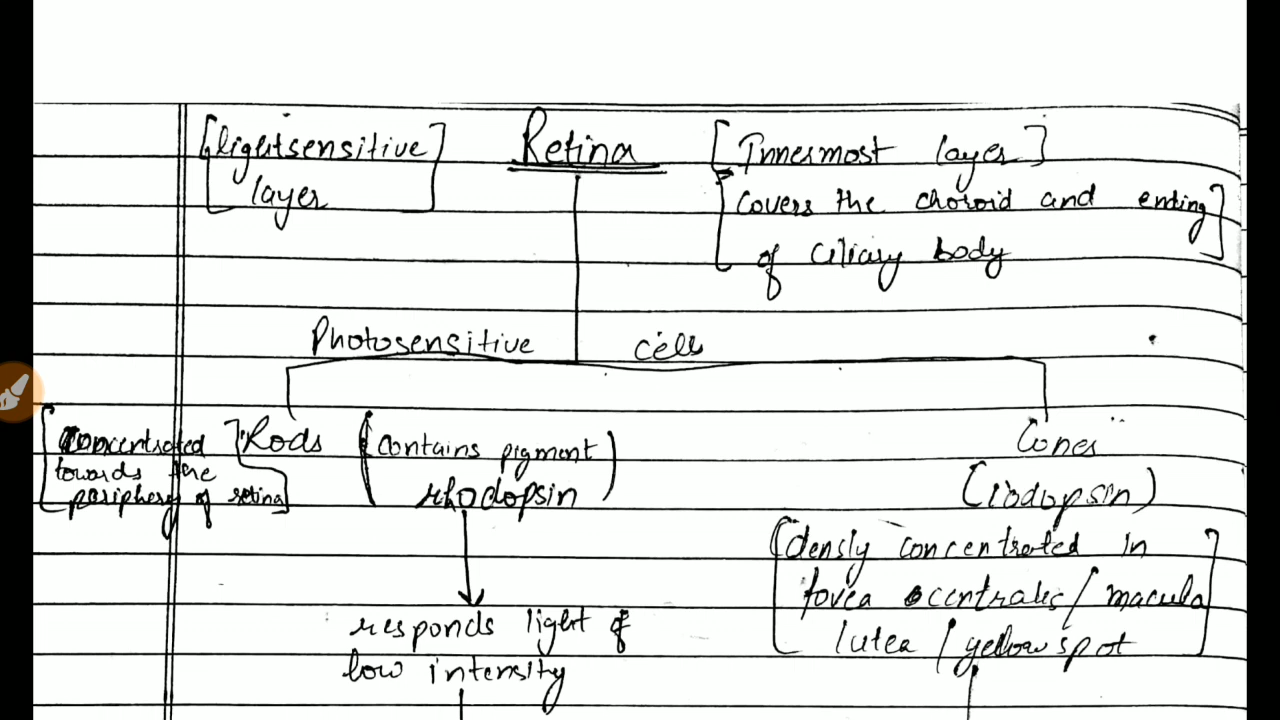 [lightsensitive layer]
Retina
[Innermost layer]
[covers the choroid and ending
of ciliary body]
Photosensitive cells
[concentrated
towards the
periphery of retina]
Rods
(contains pigment
rhodopsin)
Cones
(iodopsin)
[densly concentrated in
fovea centrales / macula
lutea / yellow spot]
responds light of
low intensity